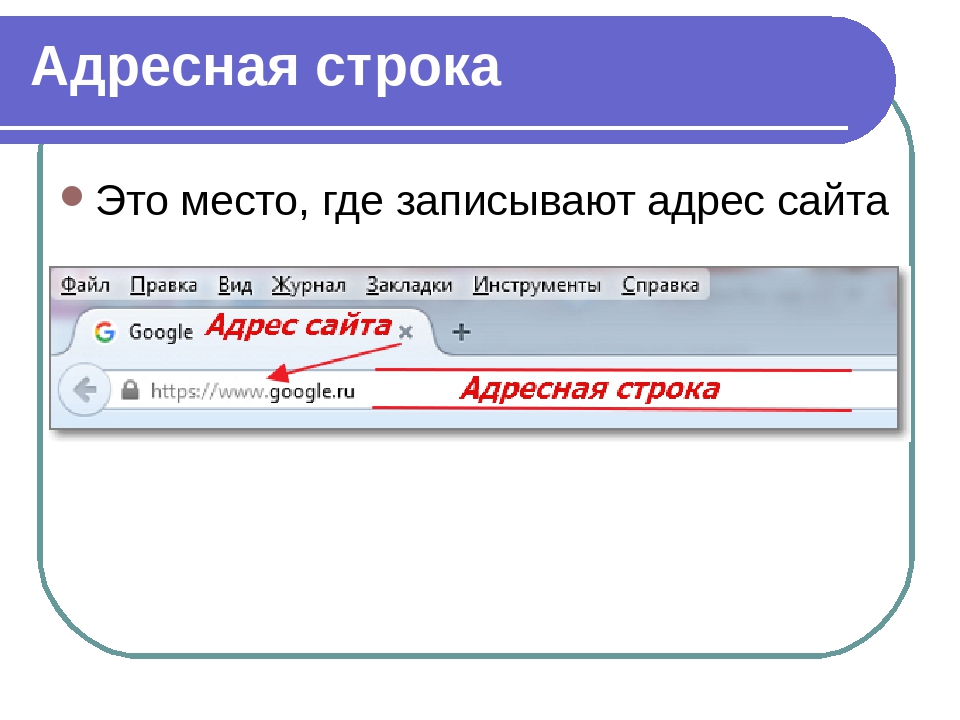 Адресная строка
Это место, где записывают адрес сайта
Файл Правка Вид Журнал Закладки Инструменты Справка
Google Адрес сайта
https://www.google.ru Адресная строка